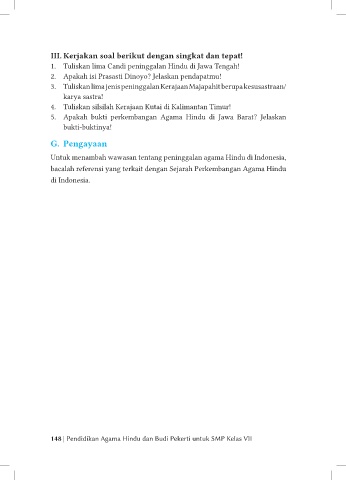 III. Kerjakan soal berikut dengan singkat dan tepat!
1. Tuliskan lima Candi peninggalan Hindu di Jawa Tengah!
2. Apakah isi Prasasti Dinoyo? Jelaskan pendapatmu!
3. Tuliskan lima jenis peninggalan Kerajaan Majapahit berupa kesusastraan/
karya sastra!
4. Tuliskan silsilah Kerajaan Kutai di Kalimantan Timur!
5. Apakah bukti perkembangan Agama Hindu di Jawa Barat? Jelaskan
bukti-buktinya!
G. Pengayaan
Untuk menambah wawasan tentang peninggalan agama Hindu di Indonesia,
bacalah referensi yang terkait dengan Sejarah Perkembangan Agama Hindu
di Indonesia.
148 | Pendidikan Agama Hindu dan Budi Pekerti untuk SMP Kelas VII